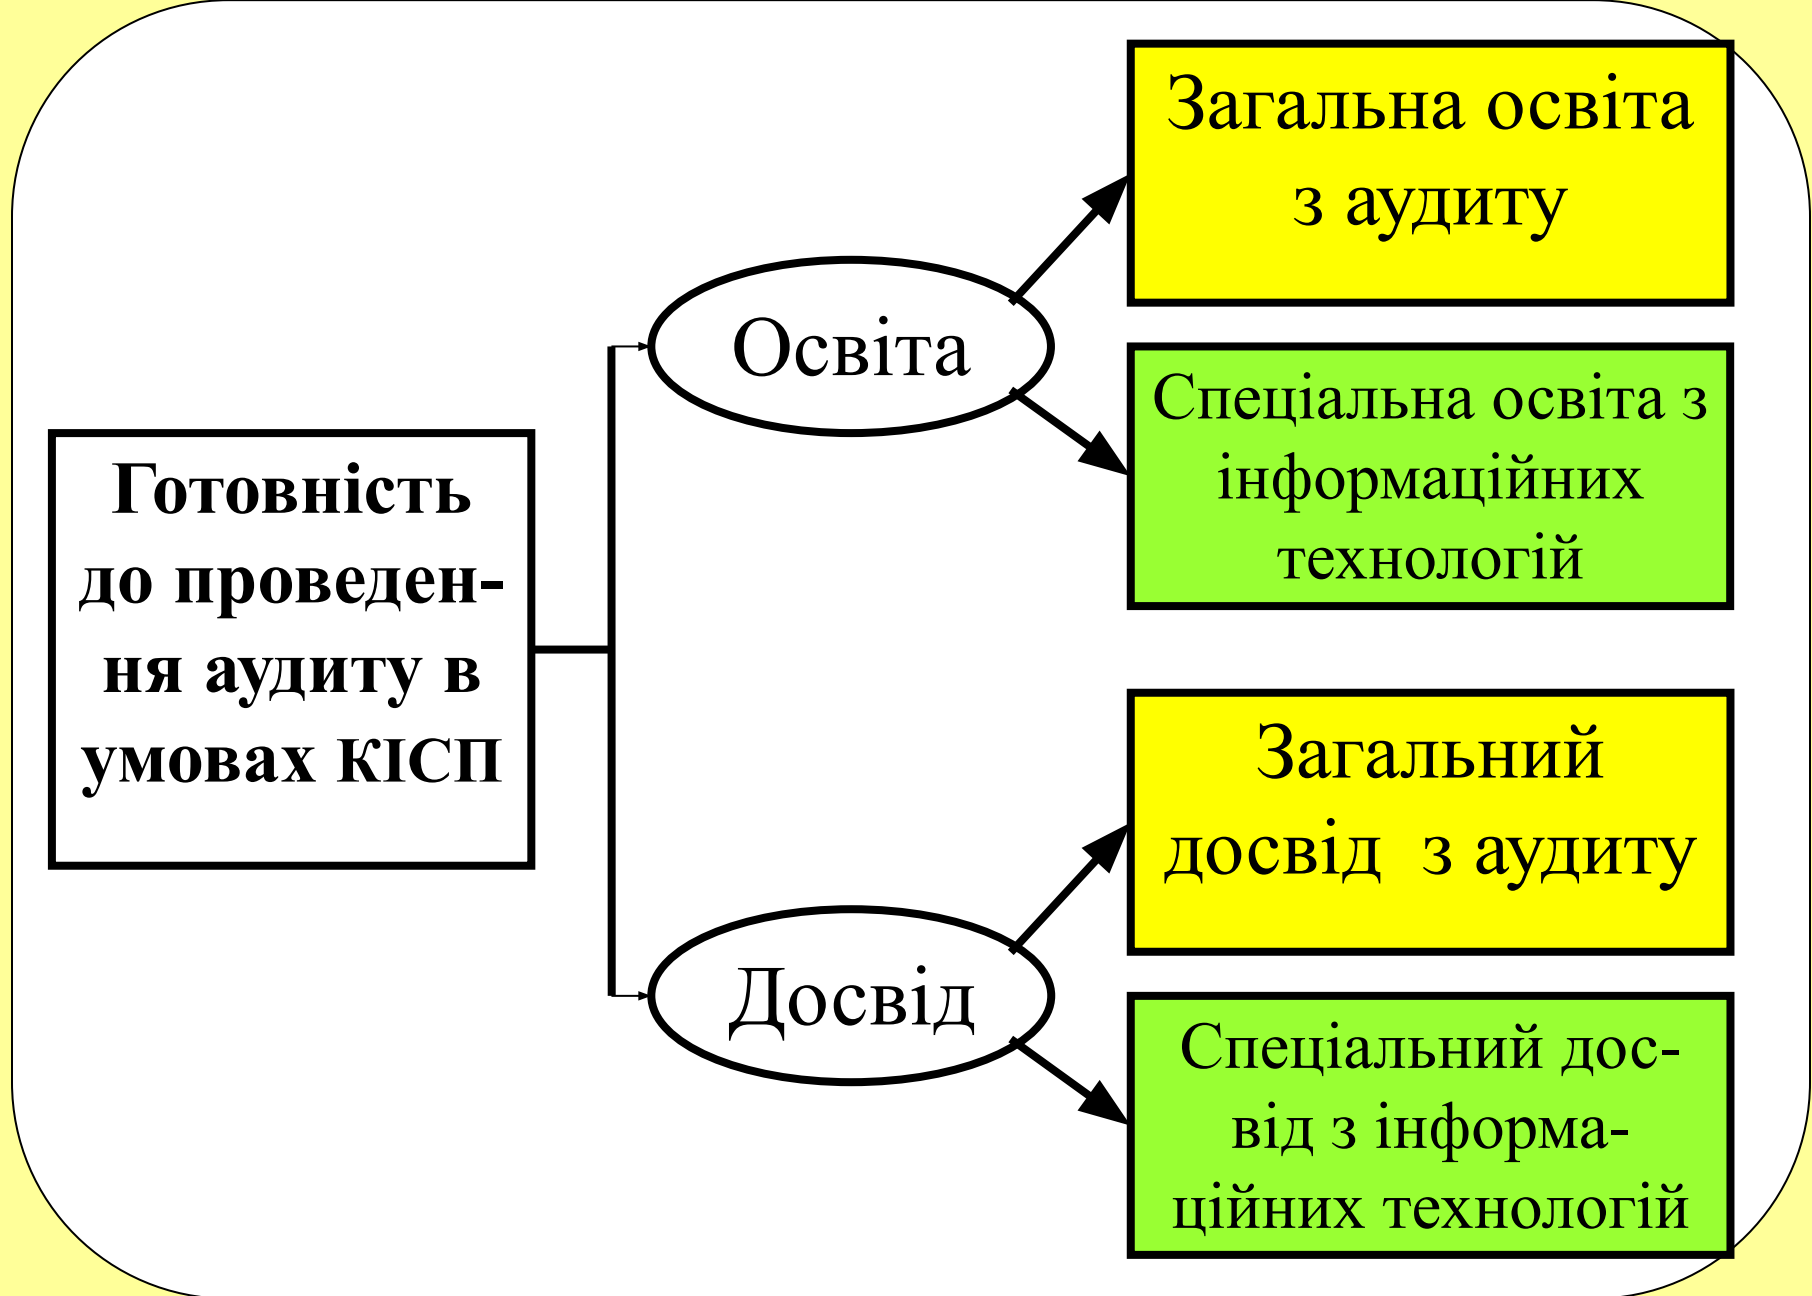 Готовність
до проведен-
ня аудиту в
умовах КІСП
Освіта
Загальна освіта
з аудиту
Спеціальна освіта з
інформаційних
технологій
Досвід
Загальний
досвід з аудиту
Спеціальний дос-
від з інформа-
ційних технологій